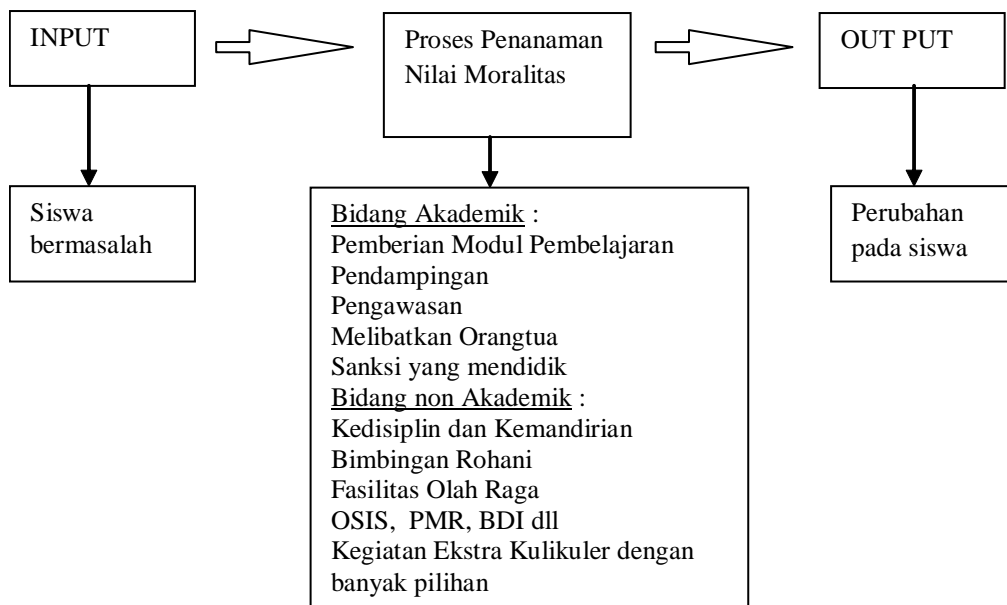 INPUT
Proses Penanaman
Nilai Moralitas
OUT PUT
Siswa
bermasalah
Bidang Akademik :
Pemberian Modul Pembelajaran
Pendampingan
Pengawasan
Melibatkan Orangtua
Sanksi yang mendidik
Bidang non Akademik :
Kedisiplin dan Kemandirian
Bimbingan Rohani
Fasilitas Olah Raga
OSIS, PMR, BDI dll
Kegiatan Ekstra Kulikuler dengan
banyak pilihan
Perubahan
pada siswa